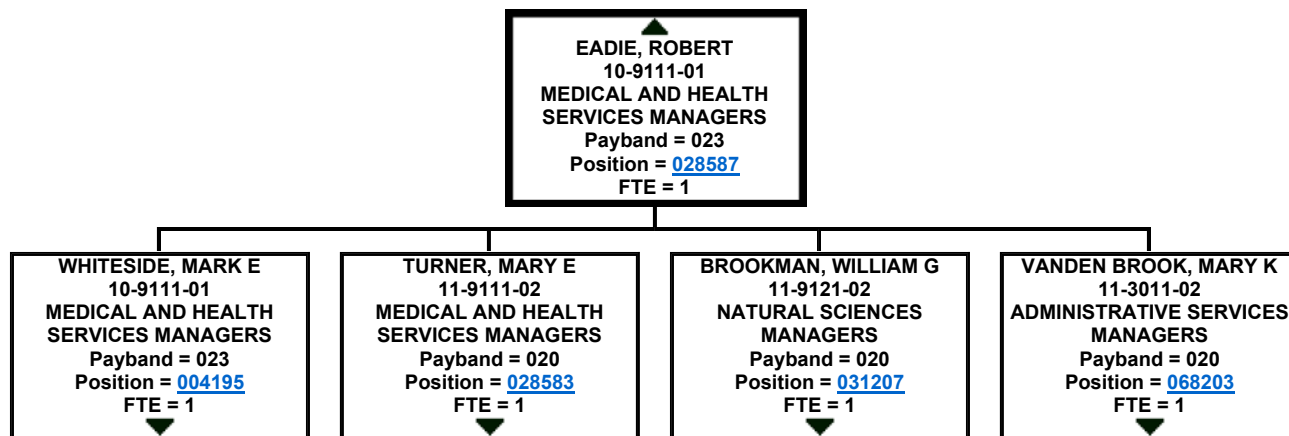 EADIE, ROBERT
10-9111-01
MEDICAL AND HEALTH
SERVICES MANAGERS
Payband = 023
Position = 028587
FTE = 1
WHITESIDE, MARK E
10-9111-01
MEDICAL AND HEALTH
SERVICES MANAGERS
Payband = 023
Position = 004195
FTE = 1
TURNER, MARY E
11-9111-02
MEDICAL AND HEALTH
SERVICES MANAGERS
Payband = 020
Position = 028583
FTE = 1
BROOKMAN, WILLIAM G
11-9121-02
NATURAL SCIENCES
MANAGERS
Payband = 020
Position = 031207
FTE = 1
VANDEN BROOK, MARY K
11-3011-02
ADMINISTRATIVE SERVICES
MANAGERS
Payband = 020
Position = 068203
FTE = 1